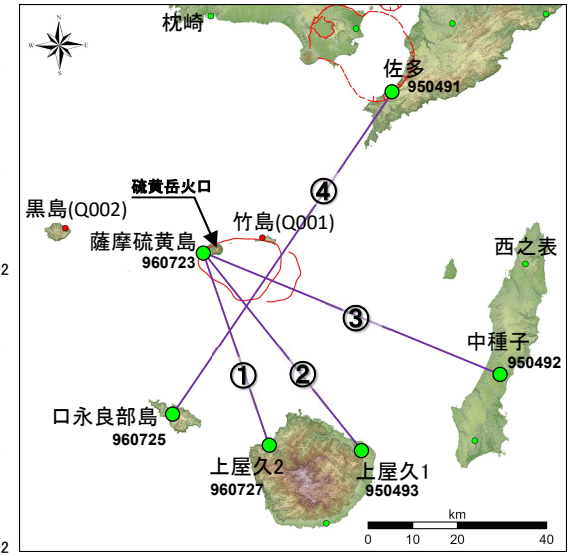 枕崎
N
W
E
S
佐多
950491
④
硫黄岳火口
黒島(Q002)
竹島(Q001)
薩摩硫黄島
960723
西之表
2
③
中種子
950492
①
②
口永良部島
960725
上屋久2
960727
上屋久1
950493
km
0 10 20 40
2